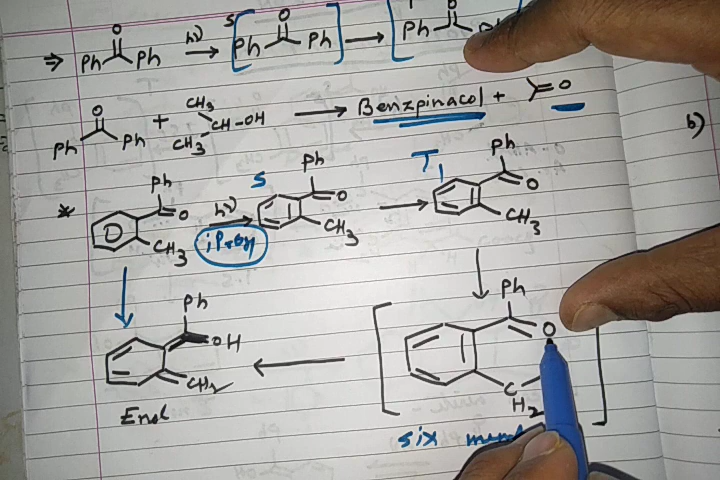 ⇒ Ph O Ph hν → S [Ph O Ph] → [T Ph O Ph
Ph O Ph + CH3 CH3 CH-OH → Benzpinacol + =O
b)
* Ph O CH3 hν iPrOH S Ph O CH3 → T1 Ph O CH3
Ph OH CH2 ← [Ph O C H2]
Enol
six